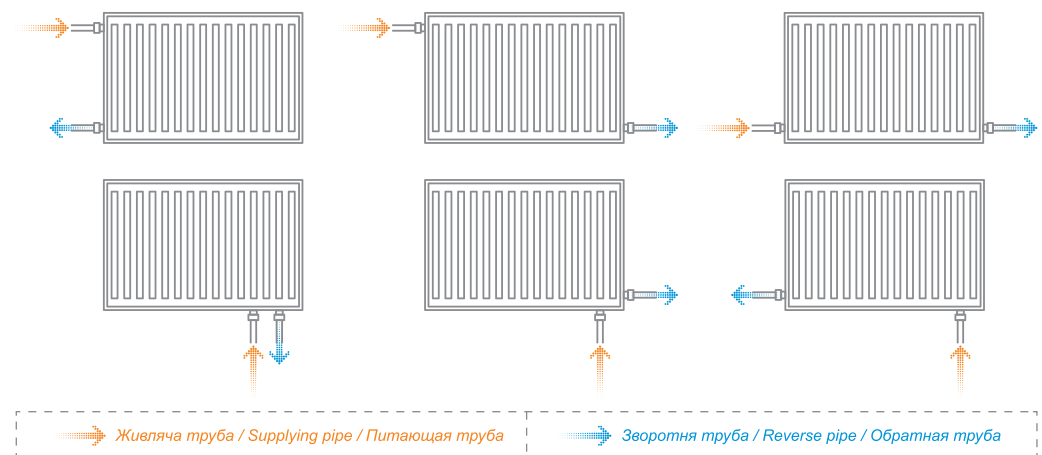 Живляча труба / Supplying pipe / Питающая труба
Зворотня труба / Reverse pipe / Обратная труба